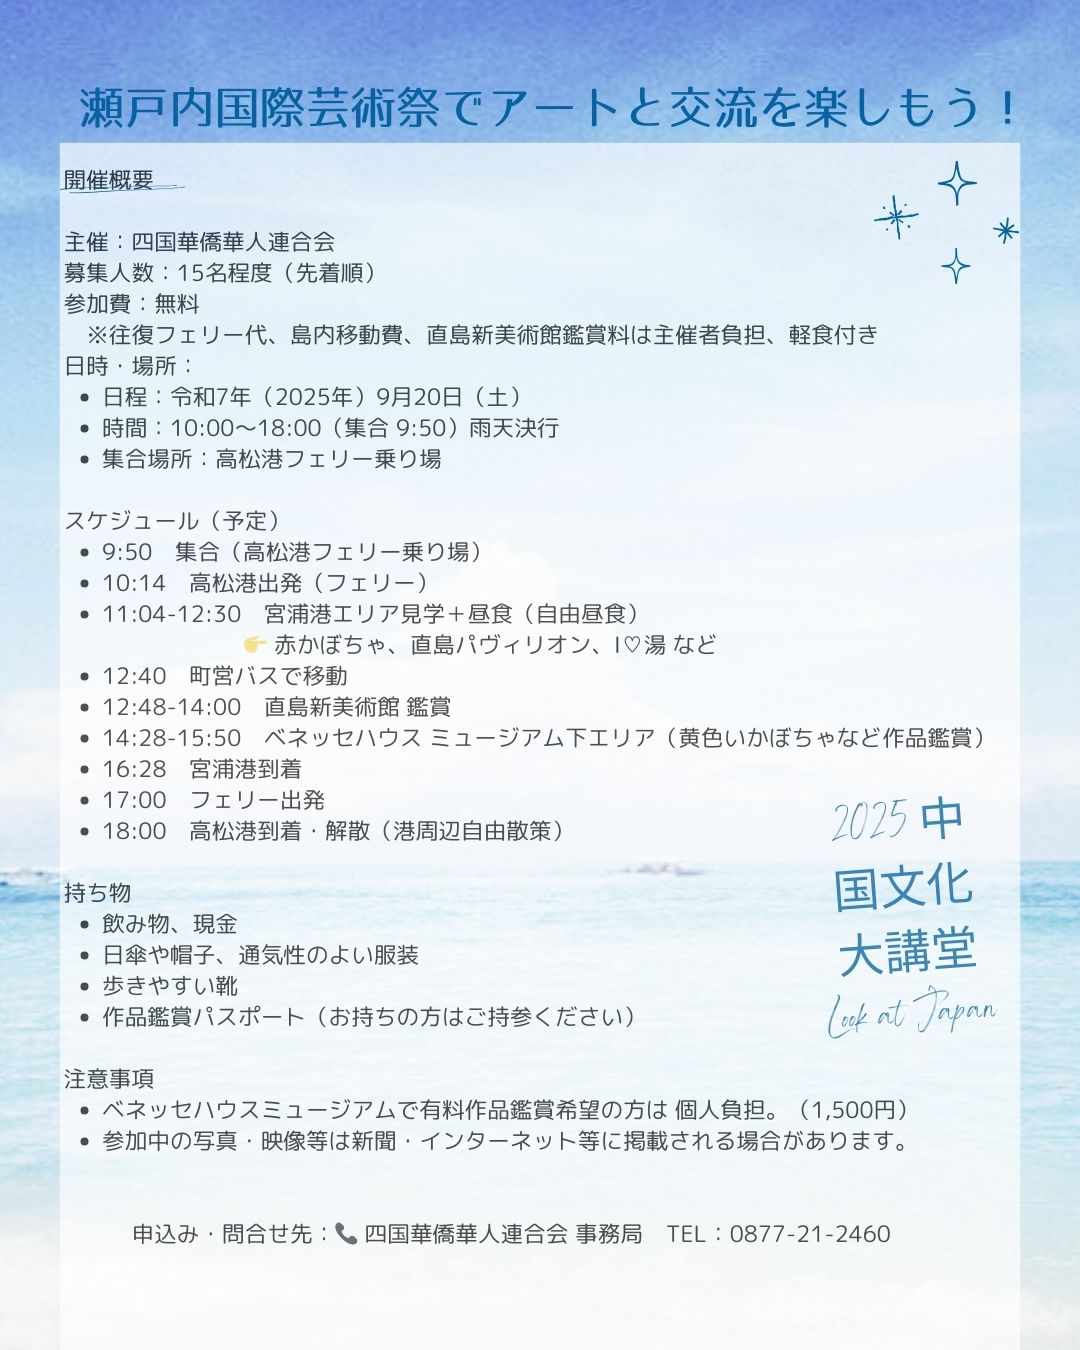 瀬戸内国際芸術祭でアートと交流を楽しもう！
開催概要
主催：四国華僑華人連合会
募集人数：15名程度（先着順）
参加費：無料
※往復フェリー代、島内移動費、直島新美術館鑑賞料は主催者負担、軽食付き
日時・場所：
• 日程：令和7年（2025年）9月20日（土）
• 時間：10:00～18:00（集合 9:50）雨天決行
• 集合場所：高松港フェリー乗り場
スケジュール（予定）
• 9:50　集合（高松港フェリー乗り場）
• 10:14　高松港出発（フェリー）
• 11:04-12:30　宮浦港エリア見学＋昼食（自由昼食）
👉 赤かぼちゃ、直島パヴィリオン、I♡湯 など
• 12:40　町営バスで移動
• 12:48-14:00　直島新美術館 鑑賞
• 14:28-15:50　ベネッセハウス ミュージアム下エリア（黄色いかぼちゃなど作品鑑賞）
• 16:28　宮浦港到着
• 17:00　フェリー出発
• 18:00　高松港到着・解散（港周辺自由散策）
2025 中
国文化
大講堂
Look at Japan
持ち物
• 飲み物、現金
• 日傘や帽子、通気性のよい服装
• 歩きやすい靴
• 作品鑑賞パスポート（お持ちの方はご持参ください）
注意事項
• ベネッセハウスミュージアムで有料作品鑑賞希望の方は 個人負担。（1,500円）
• 参加中の写真・映像等は新聞・インターネット等に掲載される場合があります。
申込み・問合せ先：📞 四国華僑華人連合会 事務局　TEL：0877-21-2460